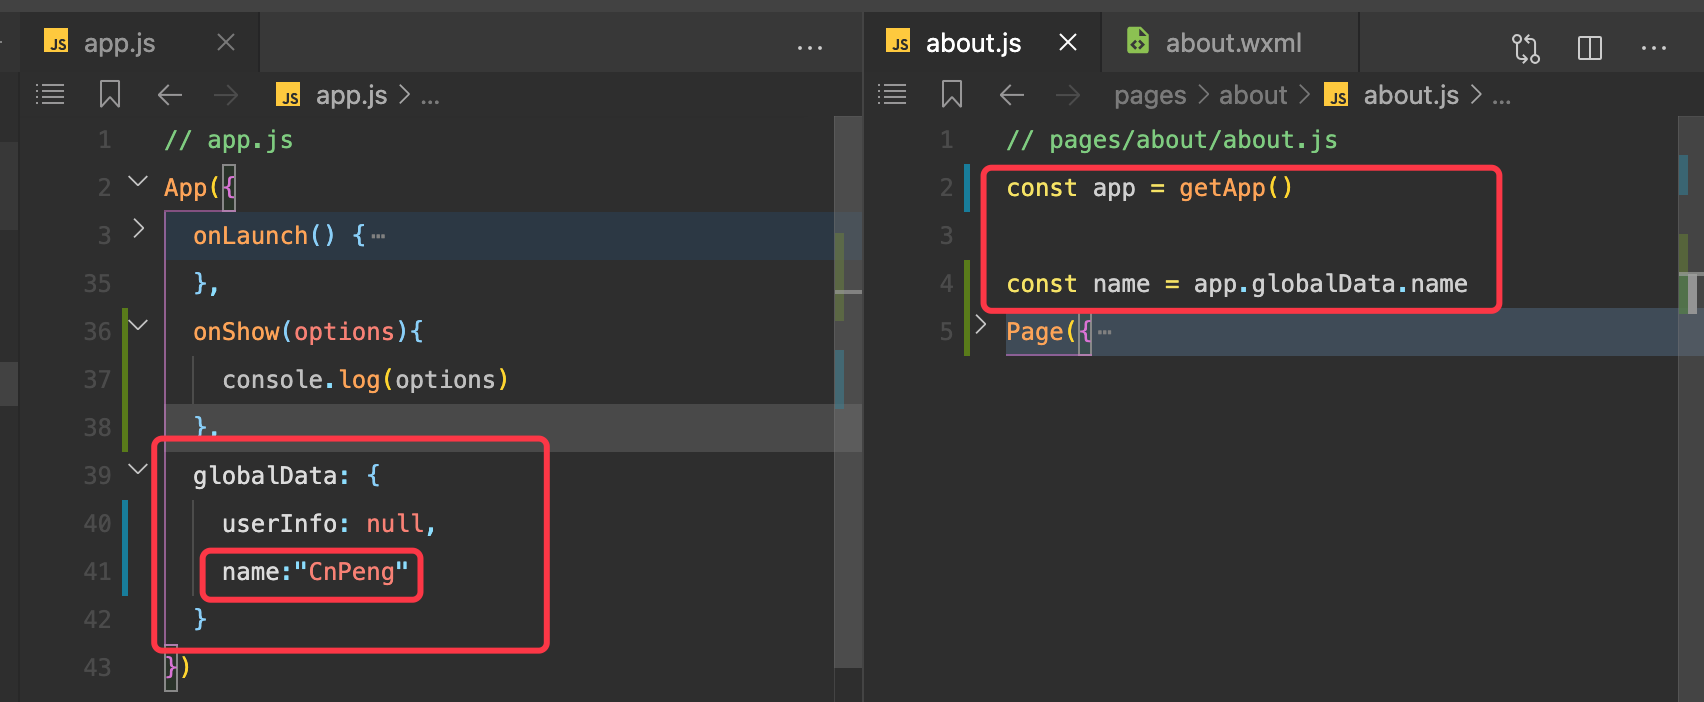 JS app.js
JS app.js > ...
1 // app.js
2 App({
3 onLaunch() { ⋯
35 },
36 onShow(options){
37 console.log(options)
38 },
39 globalData: {
40 userInfo: null,
41 name:"CnPeng"
42 }
43 })
JS about.js about.wxml
pages > about > JS about.js > ...
1 // pages/about/about.js
2 const app = getApp()
3
4 const name = app.globalData.name
5 Page({ ⋯